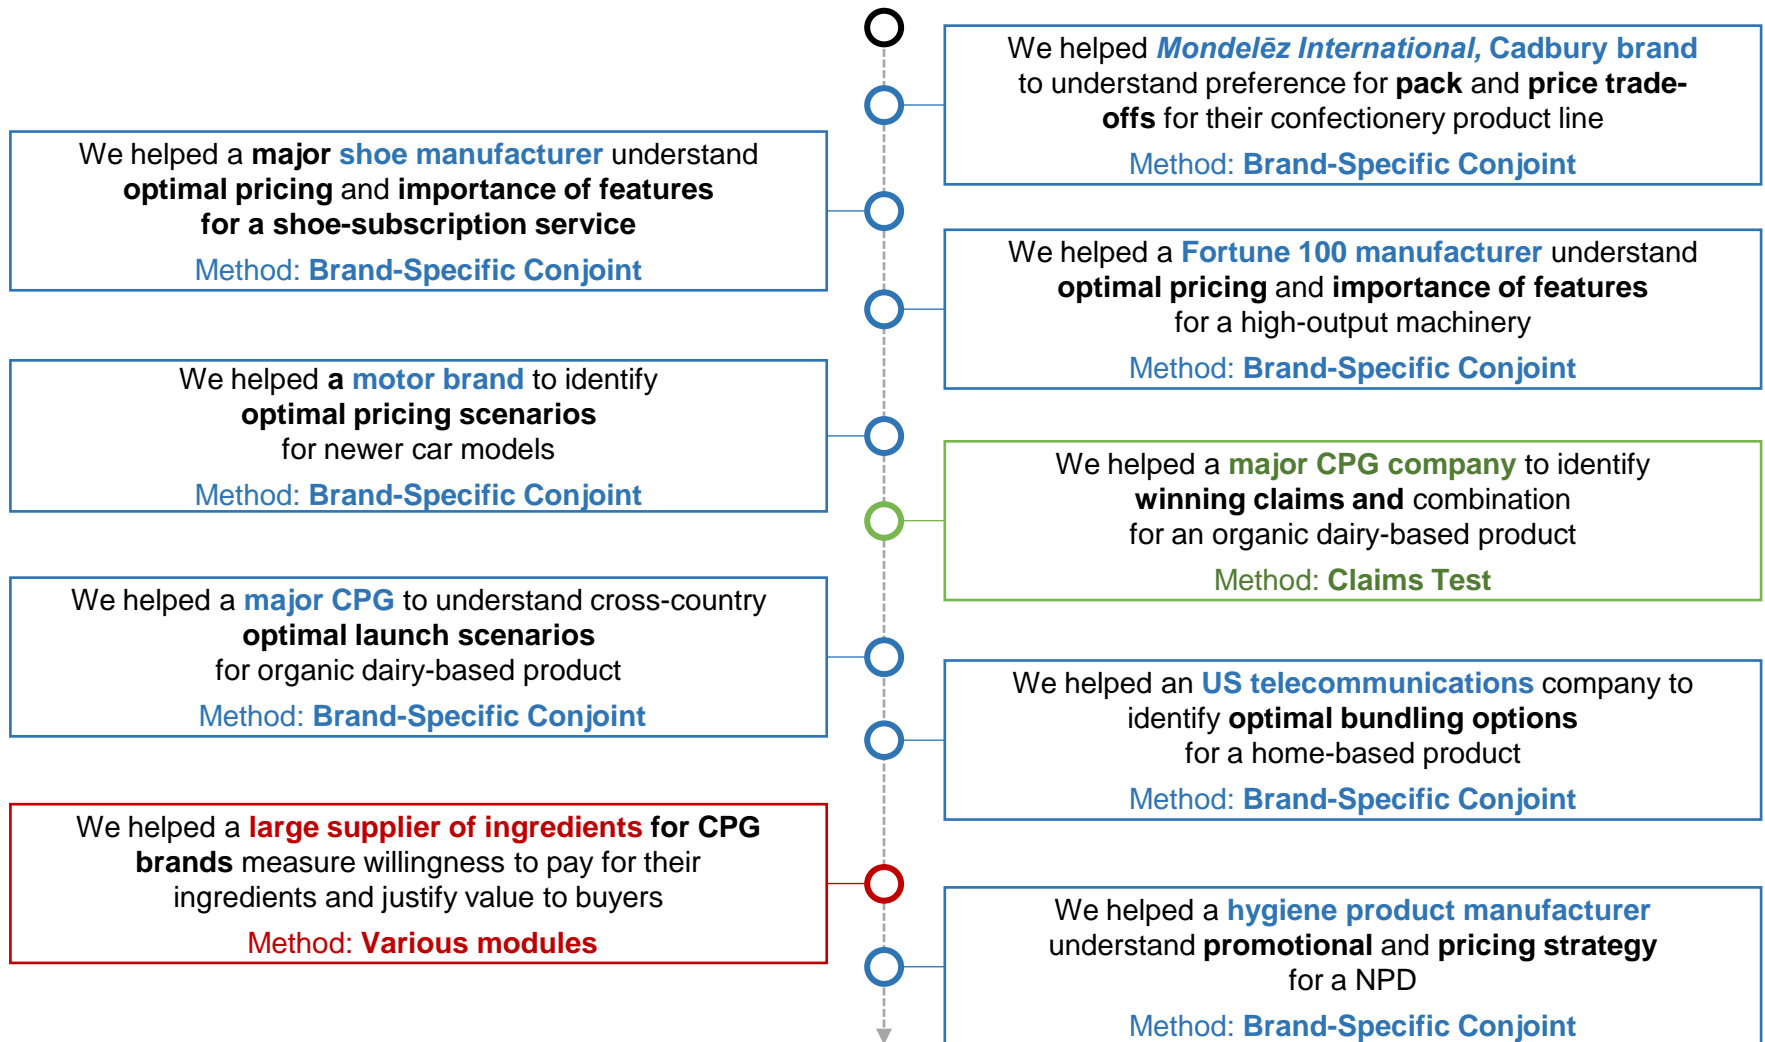 We helped Mondelēz International, Cadbury brand
to understand preference for pack and price trade-
offs for their confectionery product line
Method: Brand-Specific Conjoint
We helped a major shoe manufacturer understand
optimal pricing and importance of features
for a shoe-subscription service
Method: Brand-Specific Conjoint
We helped a Fortune 100 manufacturer understand
optimal pricing and importance of features
for a high-output machinery
Method: Brand-Specific Conjoint
We helped a motor brand to identify
optimal pricing scenarios
for newer car models
Method: Brand-Specific Conjoint
We helped a major CPG company to identify
winning claims and combination
for an organic dairy-based product
Method: Claims Test
We helped a major CPG to understand cross-country
optimal launch scenarios
for organic dairy-based product
Method: Brand-Specific Conjoint
We helped an US telecommunications company to
identify optimal bundling options
for a home-based product
Method: Brand-Specific Conjoint
We helped a large supplier of ingredients for CPG
brands measure willingness to pay for their
ingredients and justify value to buyers
Method: Various modules
We helped a hygiene product manufacturer
understand promotional and pricing strategy
for a NPD
Method: Brand-Specific Conjoint